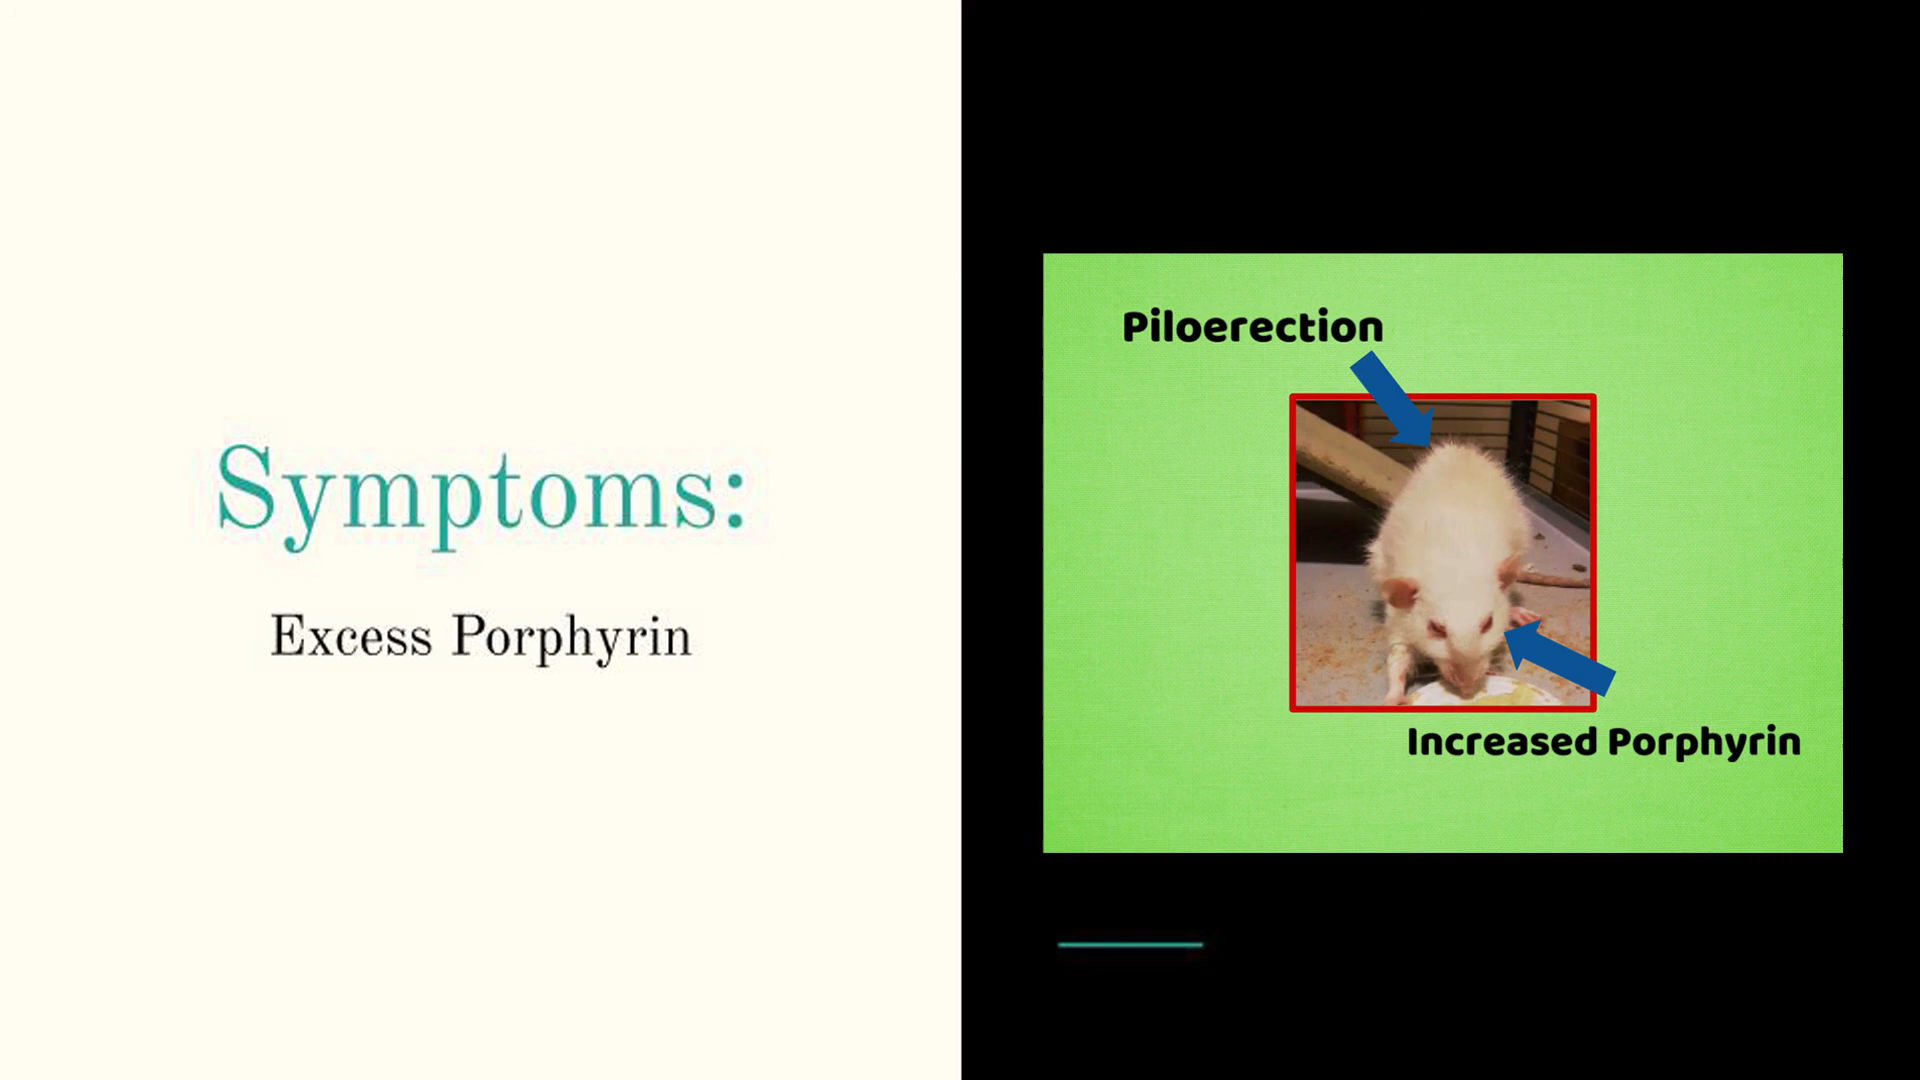 Symptoms:
Excess Porphyrin
Piloerection
Increased Porphyrin